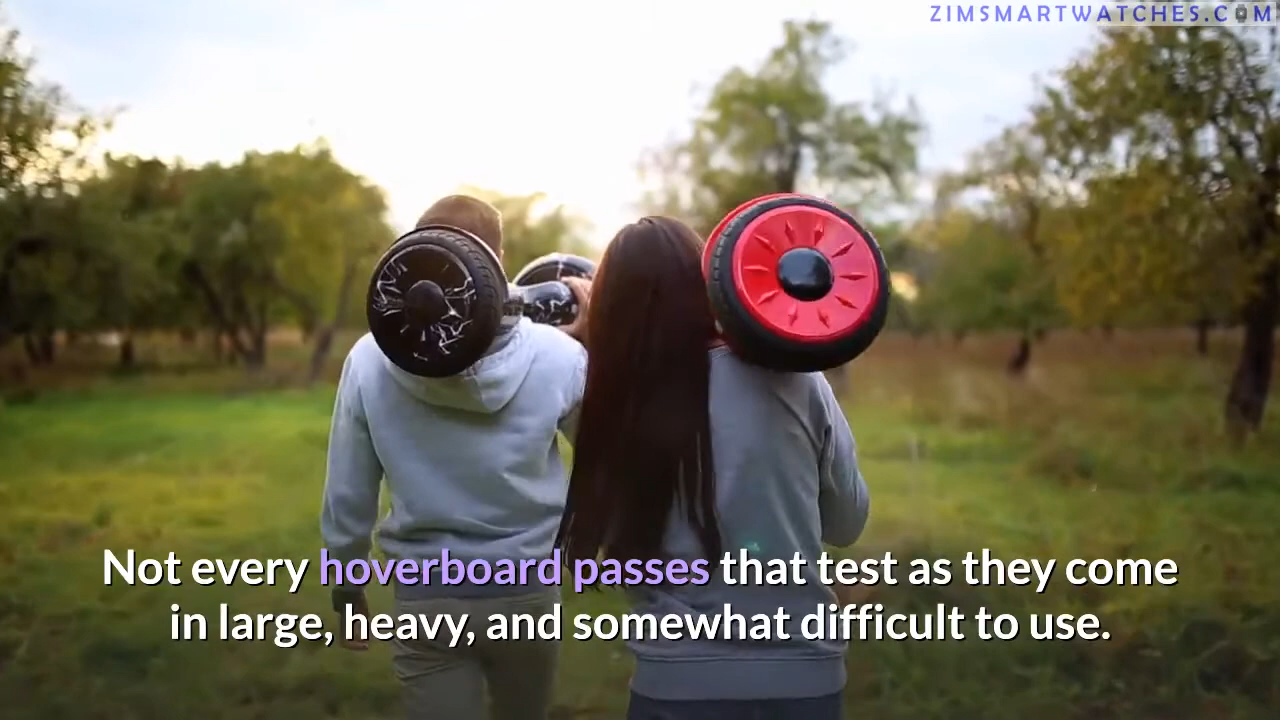 ZIMSMARTWATCHES.COM
Not every hoverboard passes that test as they come
in large, heavy, and somewhat difficult to use.